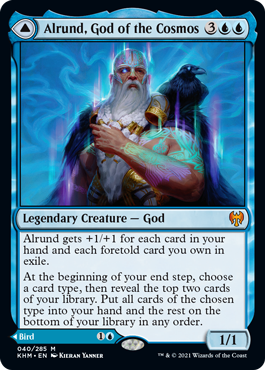 Alrund, God of the Cosmos 3
Legendary Creature — God
Alrund gets +1/+1 for each card in your
hand and each foretold card you own in
exile.
At the beginning of your end step, choose
a card type, then reveal the top two cards
of your library. Put all cards of the chosen
type into your hand and the rest on the
bottom of your library in any order.
Bird 1
1/1
040/285 M
KHM • EN KIERAN YANNER
™ & © 2021 Wizards of the Coast